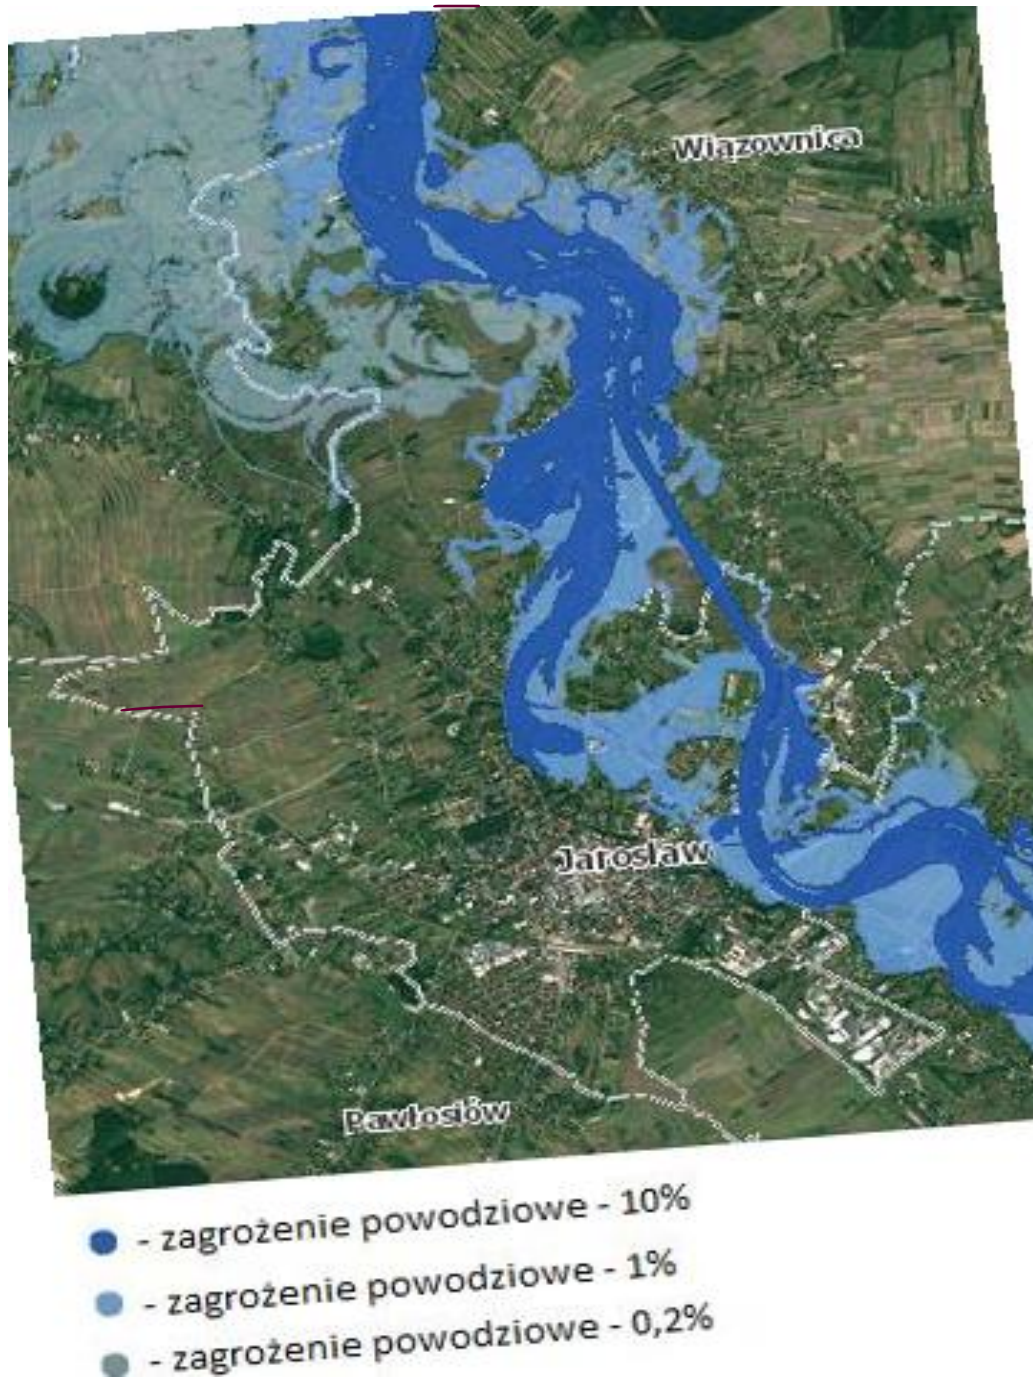 Wiązownica
Jarosław
Pawłosiów
- zagrożenie powodziowe - 10%
- zagrożenie powodziowe - 1%
- zagrożenie powodziowe - 0,2%